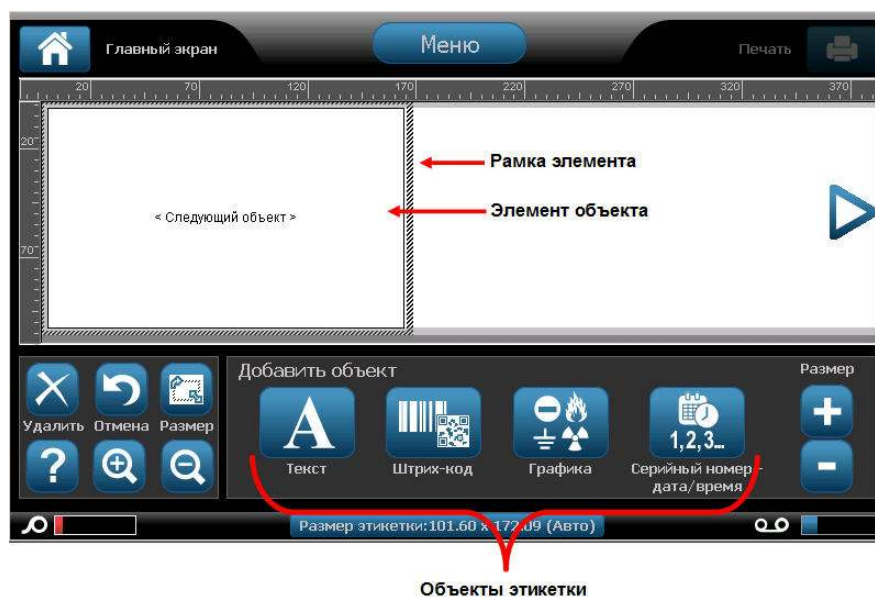 Главный экран
Меню
Печать
20 70 120 170 220 270 320 370
20
70
Рамка элемента
Элемент объекта
< Следующий объект >
Добавить объект
Размер
Удалить Отмена Размер
A
1,2,3...
Текст
Штрих-код
Графика
Серийный номер -
дата/время
?
Размер этикетки:101.60 x 172.09 (Авто)
Объекты этикетки